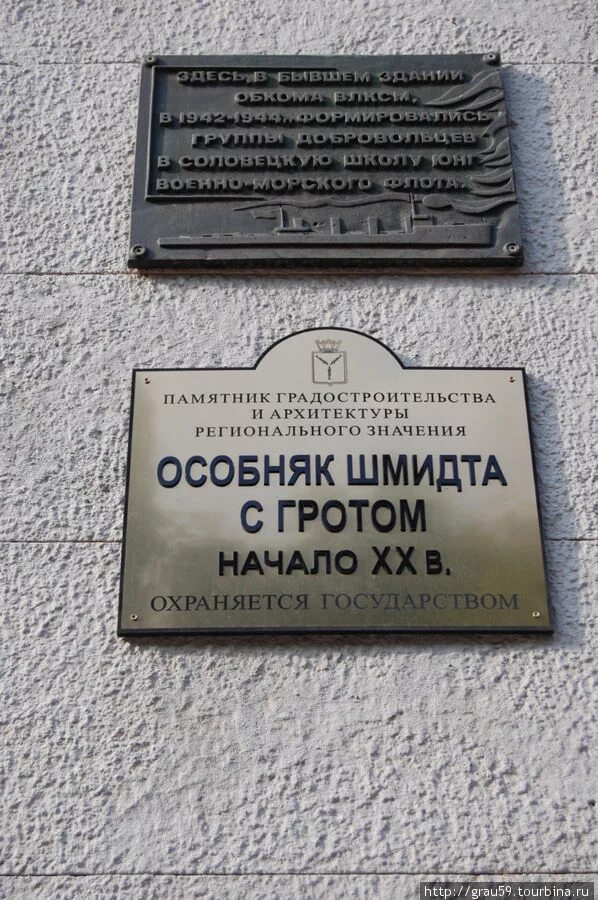 ЗДЕСЬ, В БЫВШЕМ ЗДАНИИ
ОБКОМА ВЛКСМ,
В 1942-1944гг. ФОРМИРОВАЛИСЬ
ГРУППЫ ДОБРОВОЛЬЦЕВ
В СОЛОВЕЦКУЮ ШКОЛУ ЮНГ
ВОЕННО-МОРСКОГО ФЛОТА.
ПАМЯТНИК ГРАДОСТРОИТЕЛЬСТВА
И АРХИТЕКТУРЫ
РЕГИОНАЛЬНОГО ЗНАЧЕНИЯ
ОСОБНЯК ШМИДТА
С ГРОТОМ
НАЧАЛО XX В.
ОХРАНЯЕТСЯ ГОСУДАРСТВОМ
http://grau59.tourbina.ru/